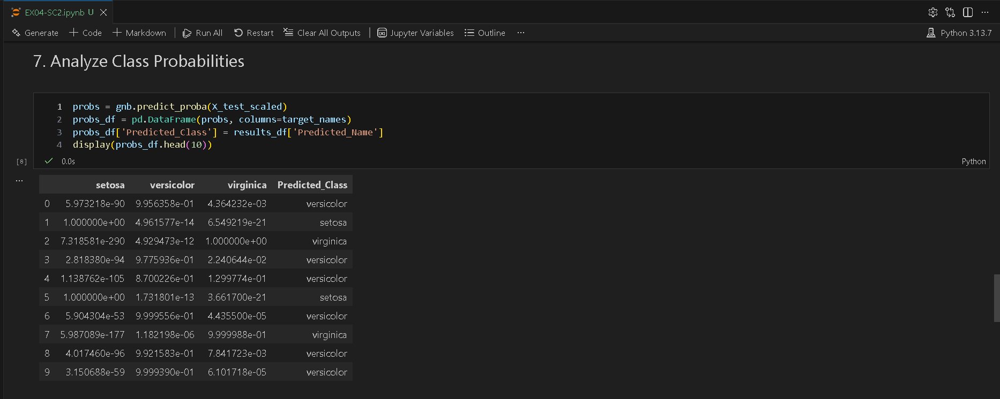 EX04-SC2.ipynb U
Generate + Code + Markdown Run All Restart Clear All Outputs Jupyter Variables Outline ... Python 3.13.7
7. Analyze Class Probabilities
1 probs = gnb.predict_proba(X_test_scaled)
2 probs_df = pd.DataFrame(probs, columns=target_names)
3 probs_df['Predicted_Class'] = results_df['Predicted_Name']
4 display(probs_df.head(10))
[8] 0.0s Python
...
setosa versicolor virginica Predicted_Class
0 5.973218e-90 9.956358e-01 4.364232e-03 versicolor
1 1.000000e+00 4.961577e-14 6.549219e-21 setosa
2 7.318581e-290 4.929473e-12 1.000000e+00 virginica
3 2.818380e-94 9.775936e-01 2.240644e-02 versicolor
4 1.138762e-105 8.700226e-01 1.299774e-01 versicolor
5 1.000000e+00 1.731801e-13 3.661700e-21 setosa
6 5.904304e-53 9.999556e-01 4.435500e-05 versicolor
7 5.987089e-177 1.182198e-06 9.999988e-01 virginica
8 4.017460e-96 9.921583e-01 7.841723e-03 versicolor
9 3.150688e-59 9.999390e-01 6.101718e-05 versicolor